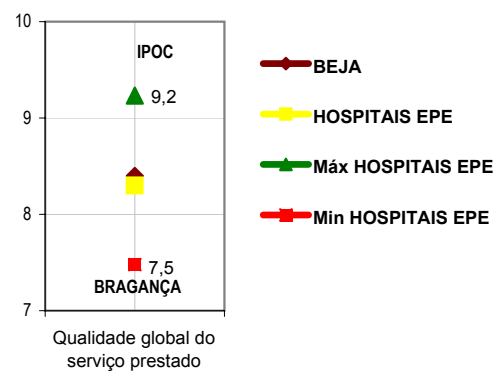 10
9
8
7
IPOC
9,2
7,5
BRAGANÇA
Qualidade global do
serviço prestado
BEJA
HOSPITAIS EPE
Máx HOSPITAIS EPE
Min HOSPITAIS EPE